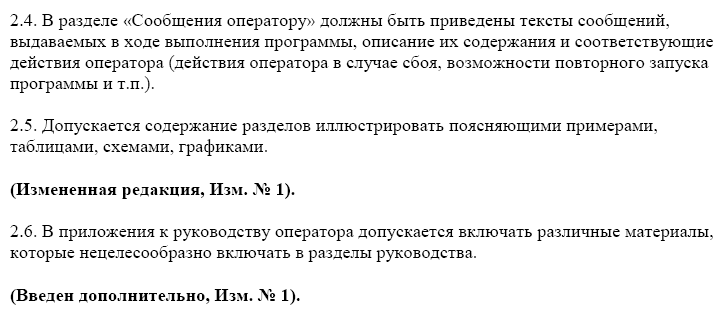 2.4. В разделе «Сообщения оператору» должны быть приведены тексты сообщений,
выдаваемых в ходе выполнения программы, описание их содержания и соответствующие
действия оператора (действия оператора в случае сбоя, возможности повторного запуска
программы и т.п.).
2.5. Допускается содержание разделов иллюстрировать поясняющими примерами,
таблицами, схемами, графиками.
(Измененная редакция, Изм. № 1).
2.6. В приложения к руководству оператора допускается включать различные материалы,
которые нецелесообразно включать в разделы руководства.
(Введен дополнительно, Изм. № 1).